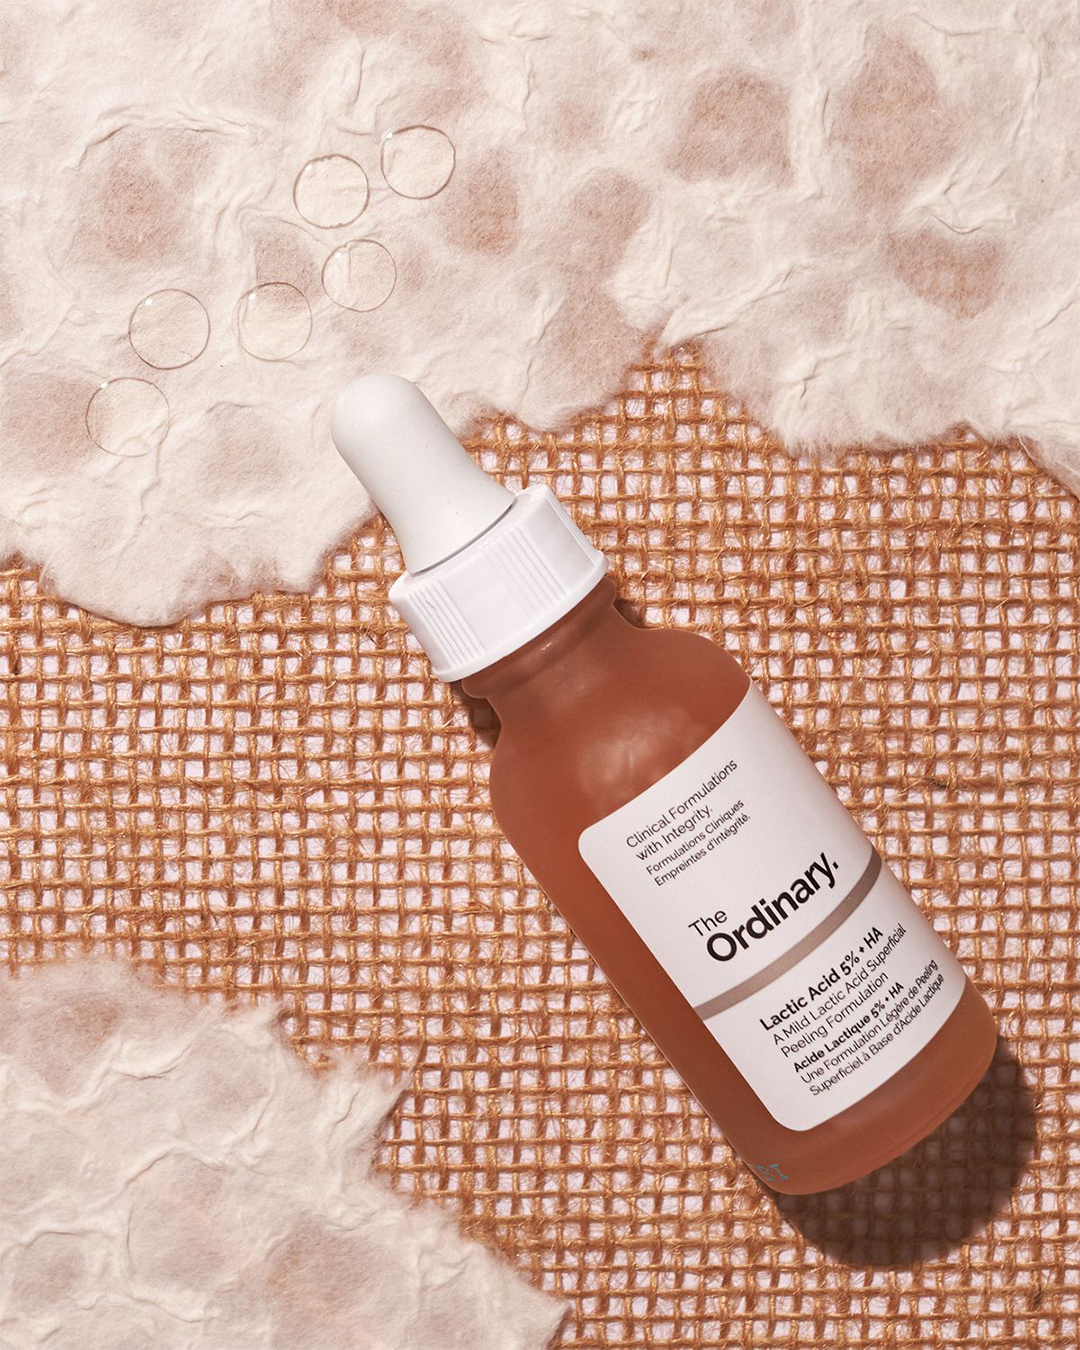 Clinical Formulations
with Integrity.
Formulations Cliniques
Empreintes d'Intégrité.
The
Ordinary.
Lactic Acid 5% + HA
A Mild Lactic Acid Superficial
Peeling Formulation
Acide Lactique 5% + HA
Une Formulation Légère de Peeling
Superficiel à Base d'Acide Lactique